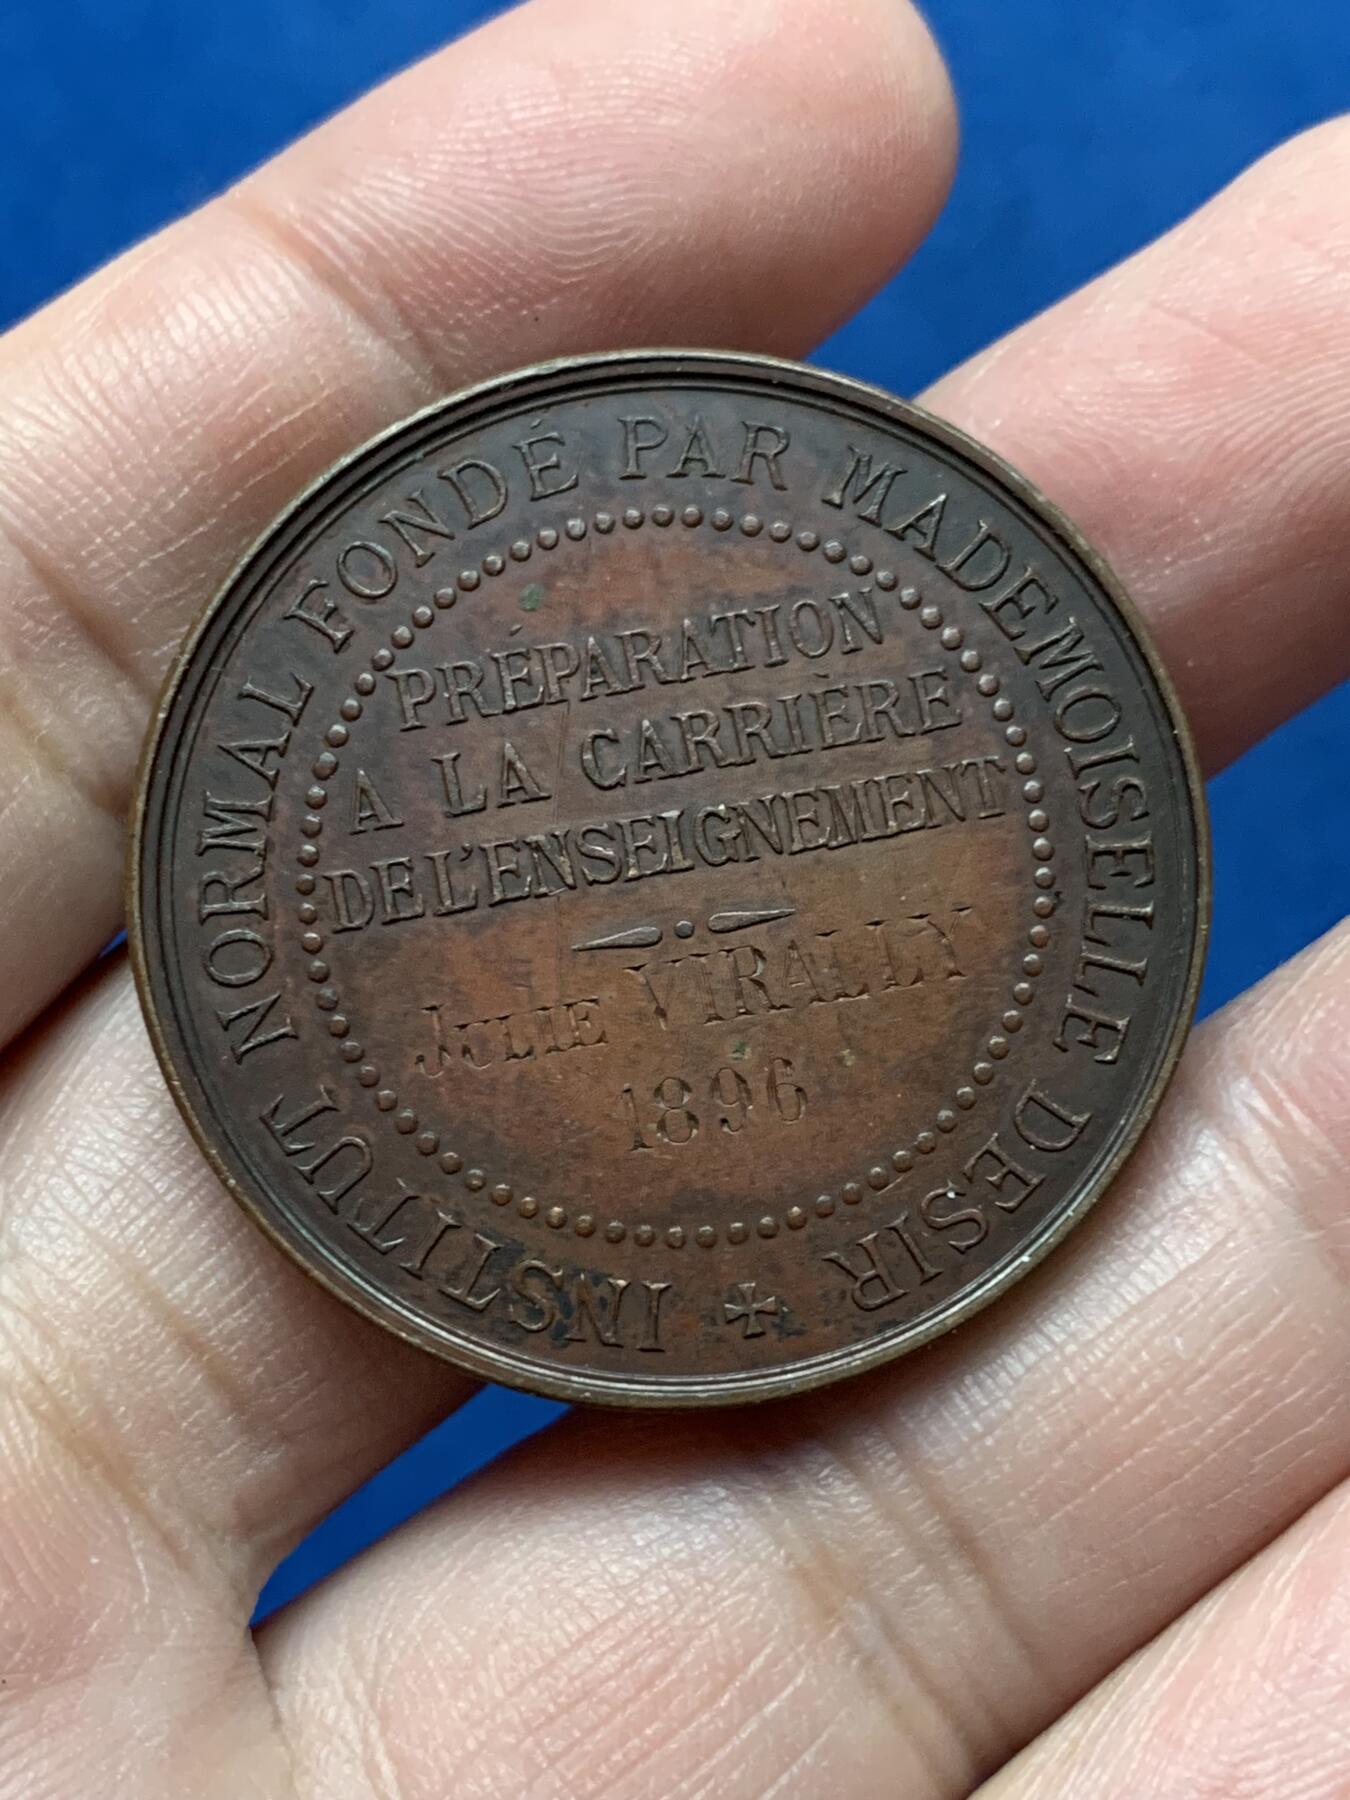 INSTITUT NORMAL FONDÉ PAR MADEMOISELLE DESIR
PRÉPARATION
A LA CARRIÈRE
DE L'ENSEIGNEMENT
JULIE VIRALLY
1896